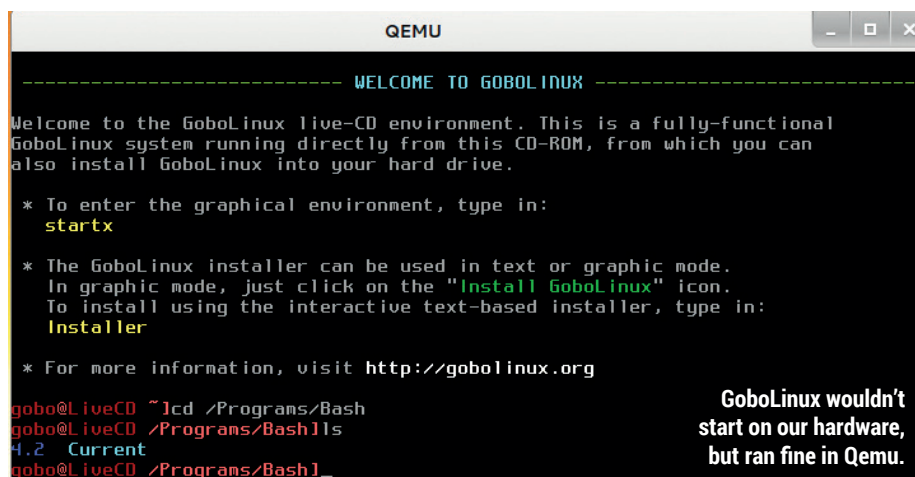 QEMU
--------------------------- WELCOME TO GOBOLINUX ---------------------------
Welcome to the GoboLinux live-CD environment. This is a fully-functional
GoboLinux system running directly from this CD-ROM, from which you can
also install GoboLinux into your hard drive.
* To enter the graphical environment, type in:
startx
* The GoboLinux installer can be used in text or graphic mode.
In graphic mode, just click on the "Install GoboLinux" icon.
To install using the interactive text-based installer, type in:
Installer
* For more information, visit http://gobolinux.org
gobo@LiveCD ~]cd /Programs/Bash
gobo@LiveCD /Programs/Bash]ls
4.2 Current
gobo@LiveCD /Programs/Bash]_
GoboLinux wouldn't
start on our hardware,
but ran fine in Qemu.